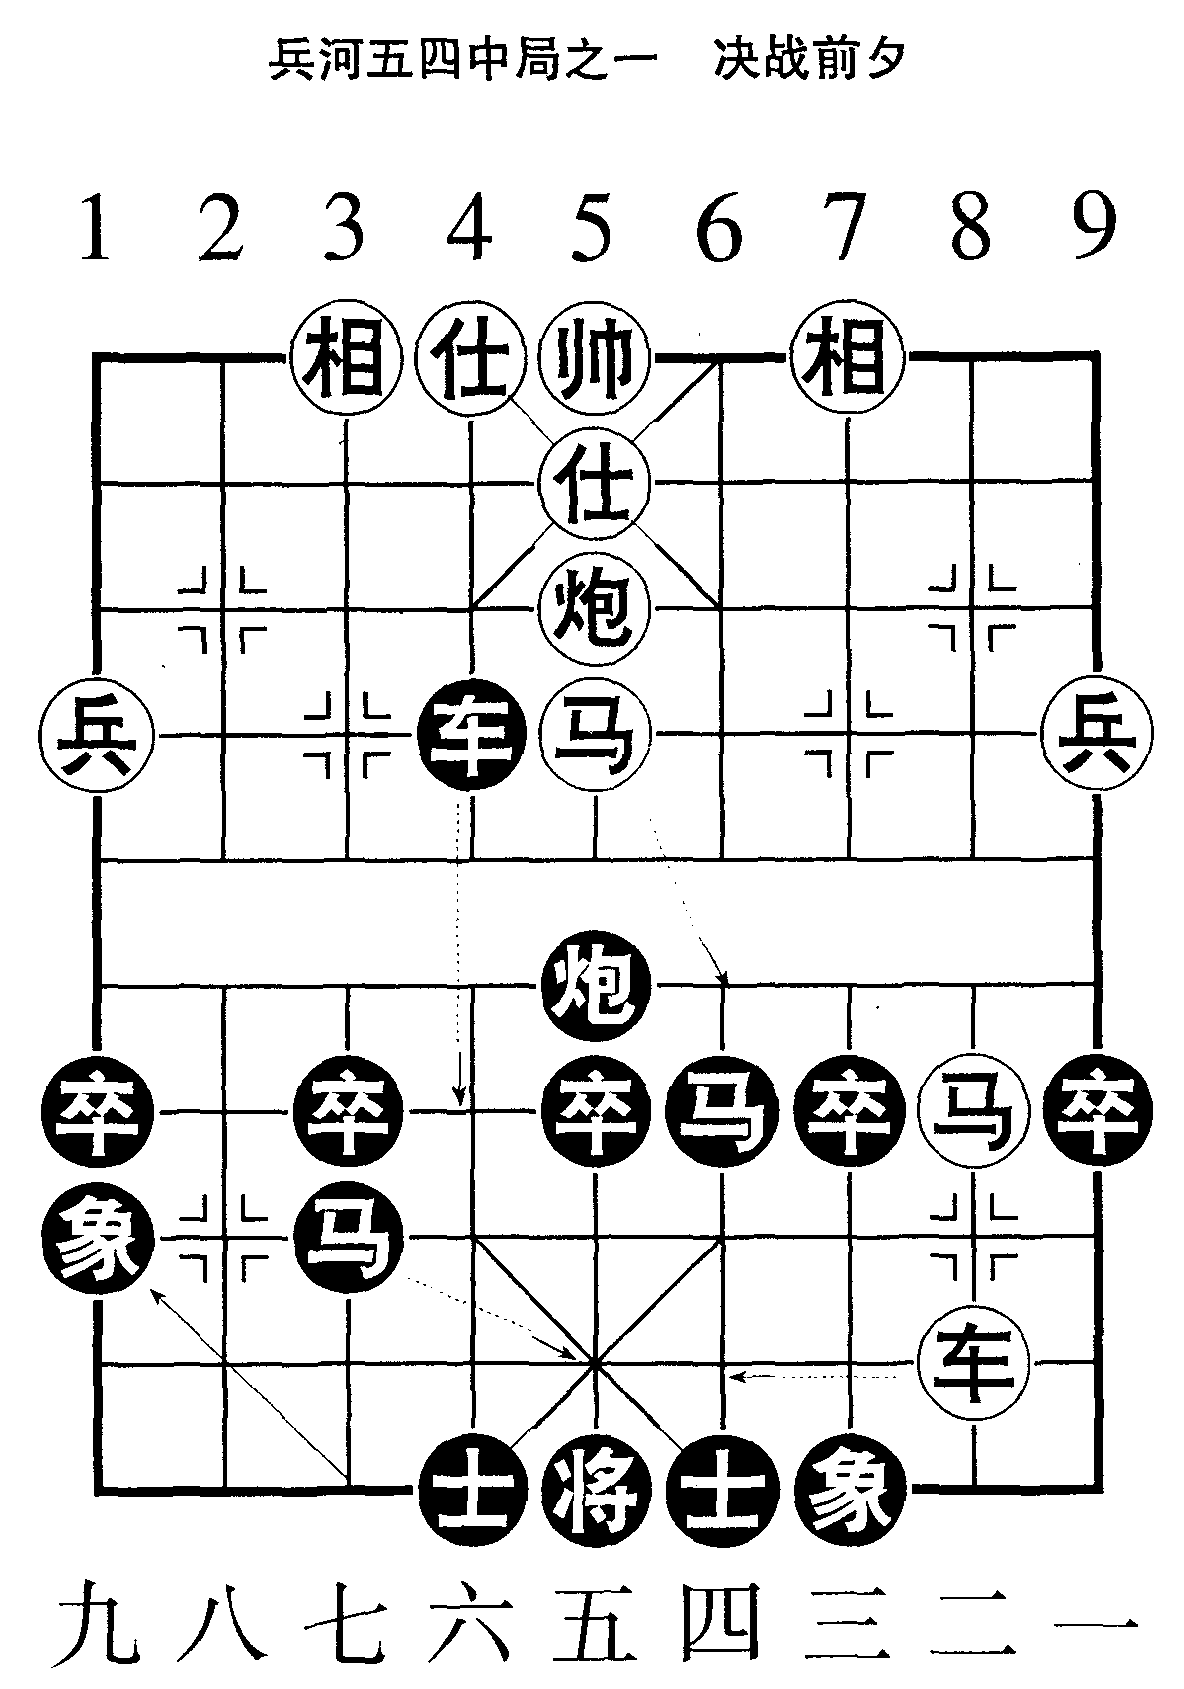 兵河五四中局之一 决战前夕
1 2 3 4 5 6 7 8 9
相 仕 帅 相
仕
炮
兵 车 马 兵
炮
卒 卒 卒 马 卒 马 卒
象 马
车
士 将 士 象
九 八 七 六 五 四 三 二 一